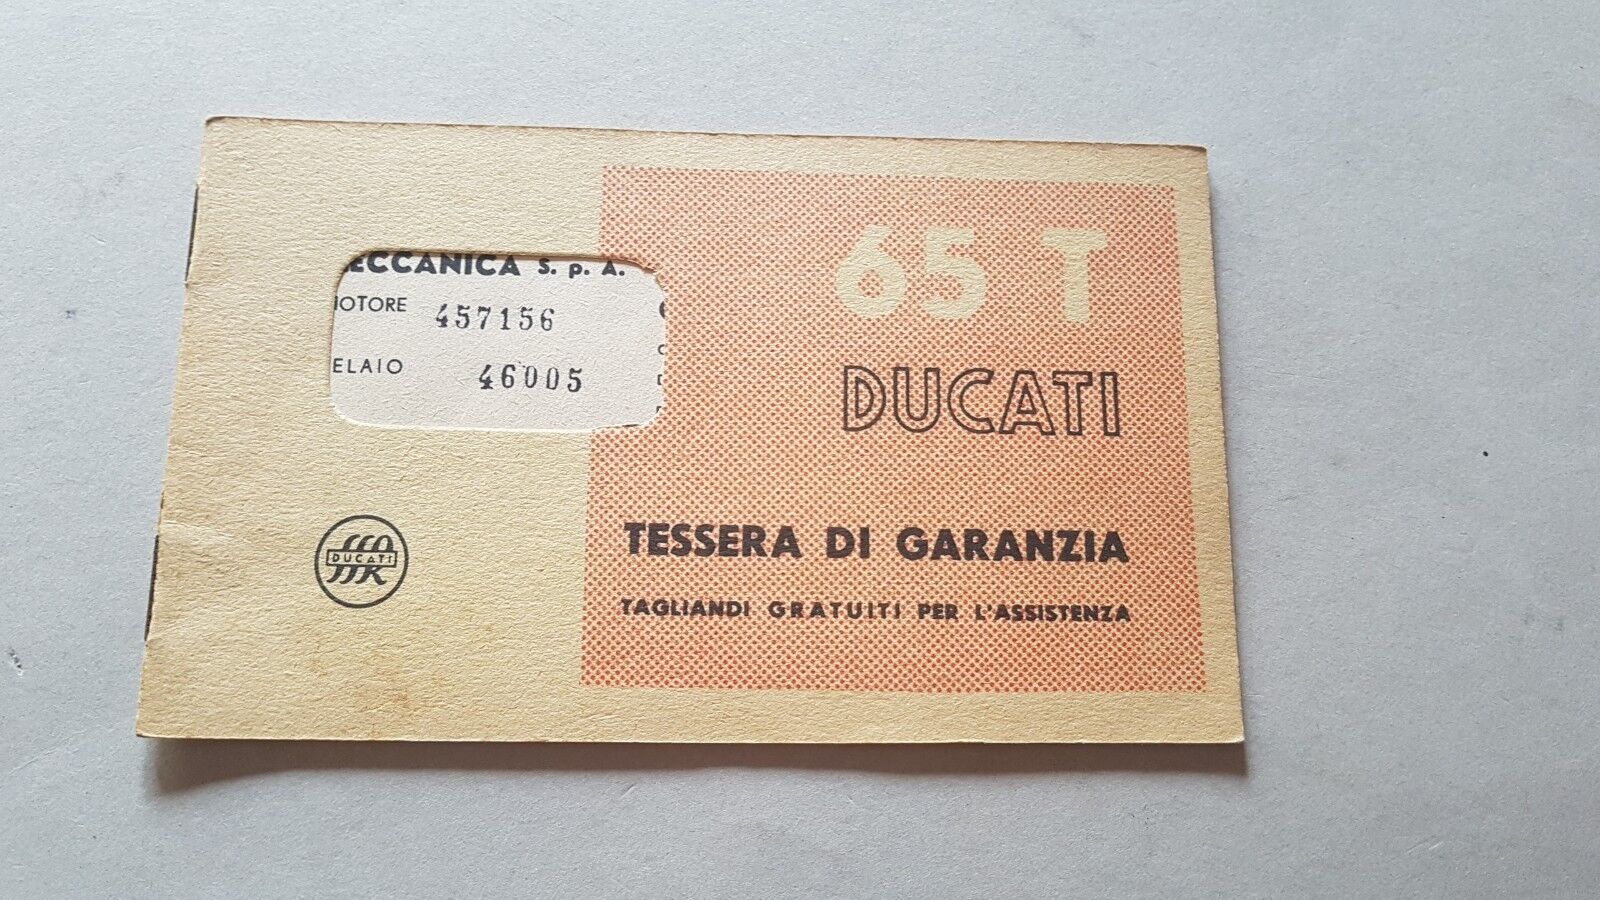 ECCANICA S. p. A.
OTORE 457156
ELAIO 46005
65 T
DUCATI
DUCATI
TESSERA DI GARANZIA
TAGLIANDI GRATUITI PER L'ASSISTENZA